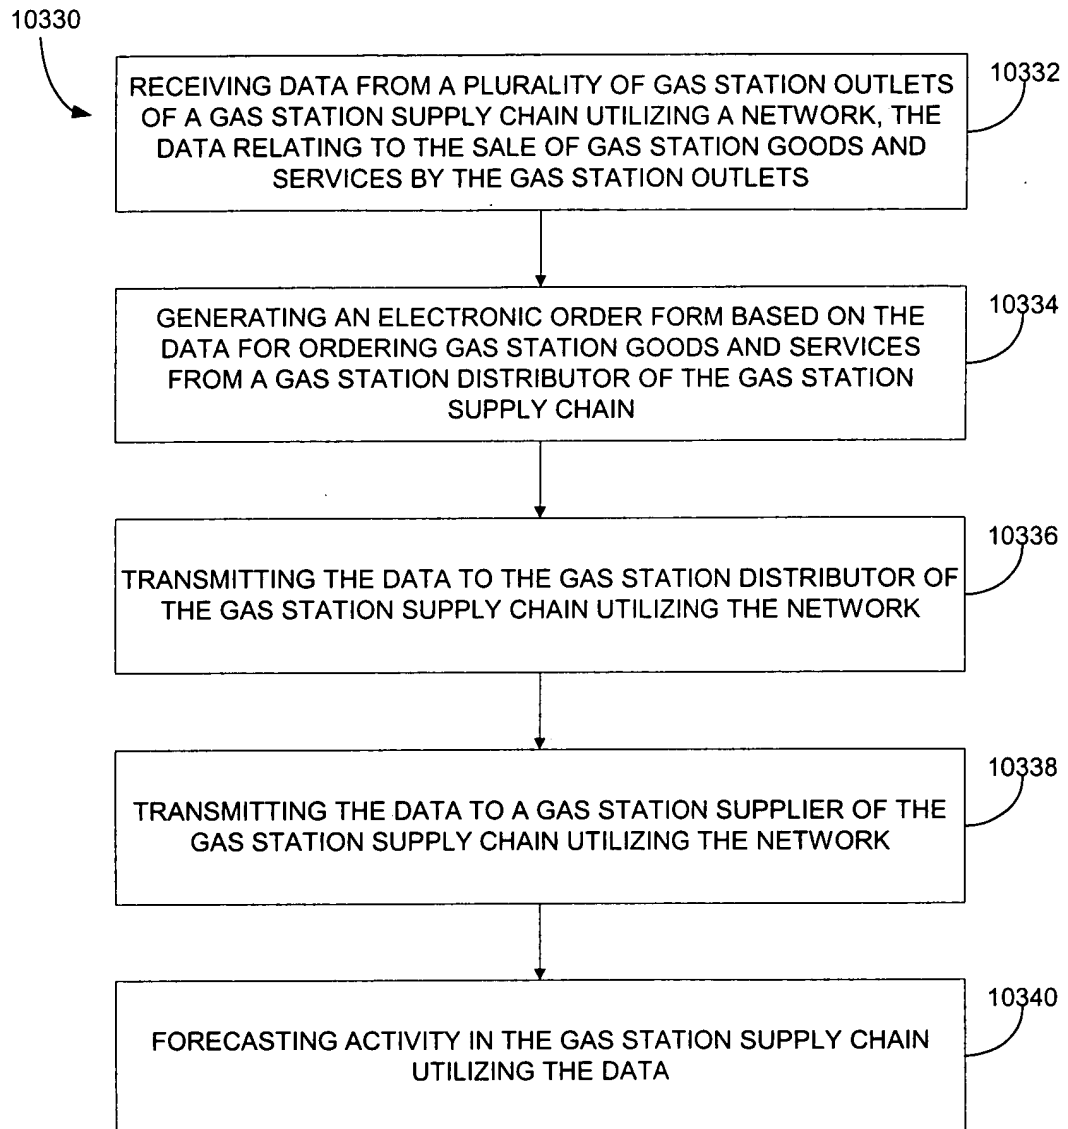 10330
10332
RECEIVING DATA FROM A PLURALITY OF GAS STATION OUTLETS
OF A GAS STATION SUPPLY CHAIN UTILIZING A NETWORK, THE
DATA RELATING TO THE SALE OF GAS STATION GOODS AND
SERVICES BY THE GAS STATION OUTLETS
10334
GENERATING AN ELECTRONIC ORDER FORM BASED ON THE
DATA FOR ORDERING GAS STATION GOODS AND SERVICES
FROM A GAS STATION DISTRIBUTOR OF THE GAS STATION
SUPPLY CHAIN
10336
TRANSMITTING THE DATA TO THE GAS STATION DISTRIBUTOR OF
THE GAS STATION SUPPLY CHAIN UTILIZING THE NETWORK
10338
TRANSMITTING THE DATA TO A GAS STATION SUPPLIER OF THE
GAS STATION SUPPLY CHAIN UTILIZING THE NETWORK
10340
FORECASTING ACTIVITY IN THE GAS STATION SUPPLY CHAIN
UTILIZING THE DATA